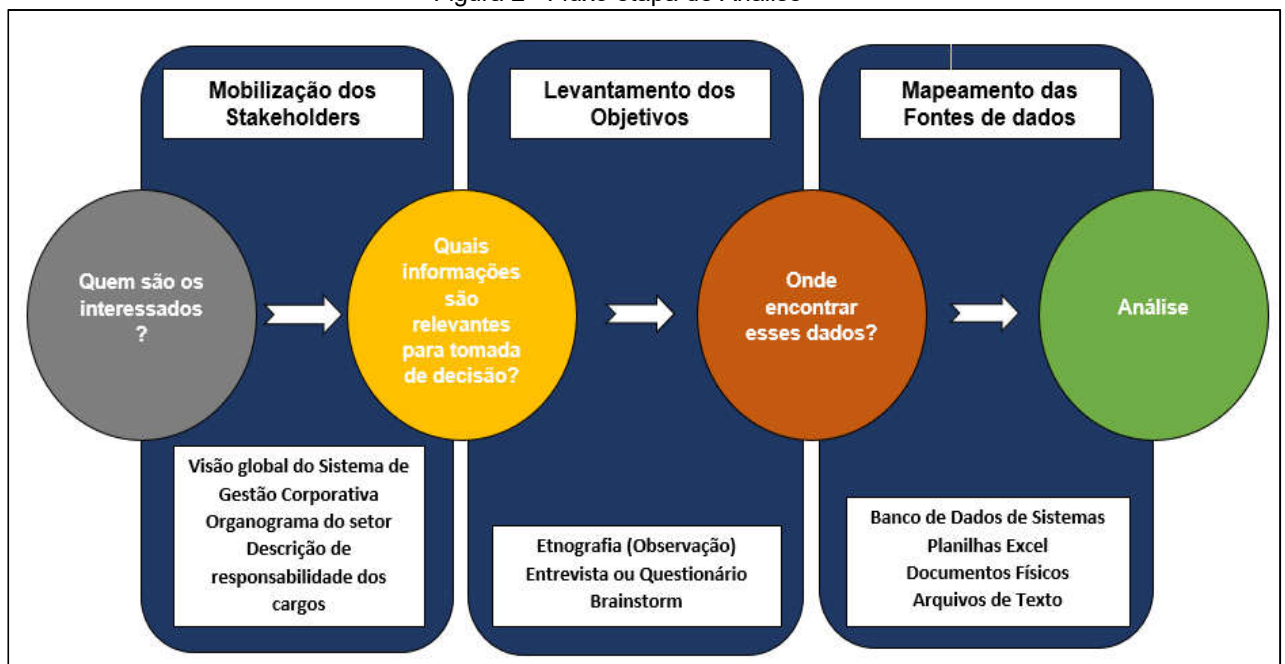 Mobilização dos
Stakeholders
Levantamento dos
Objetivos
Mapeamento das
Fontes de dados
Quem são os
interessados
?
Quais
informações
são
relevantes
para tomada
de decisão?
Onde
encontrar
esses dados?
Análise
Visão global do Sistema de
Gestão Corporativa
Organograma do setor
Descrição de
responsabilidade dos
cargos
Etnografia (Observação)
Entrevista ou Questionário
Brainstorm
Banco de Dados de Sistemas
Planilhas Excel
Documentos Físicos
Arquivos de Texto